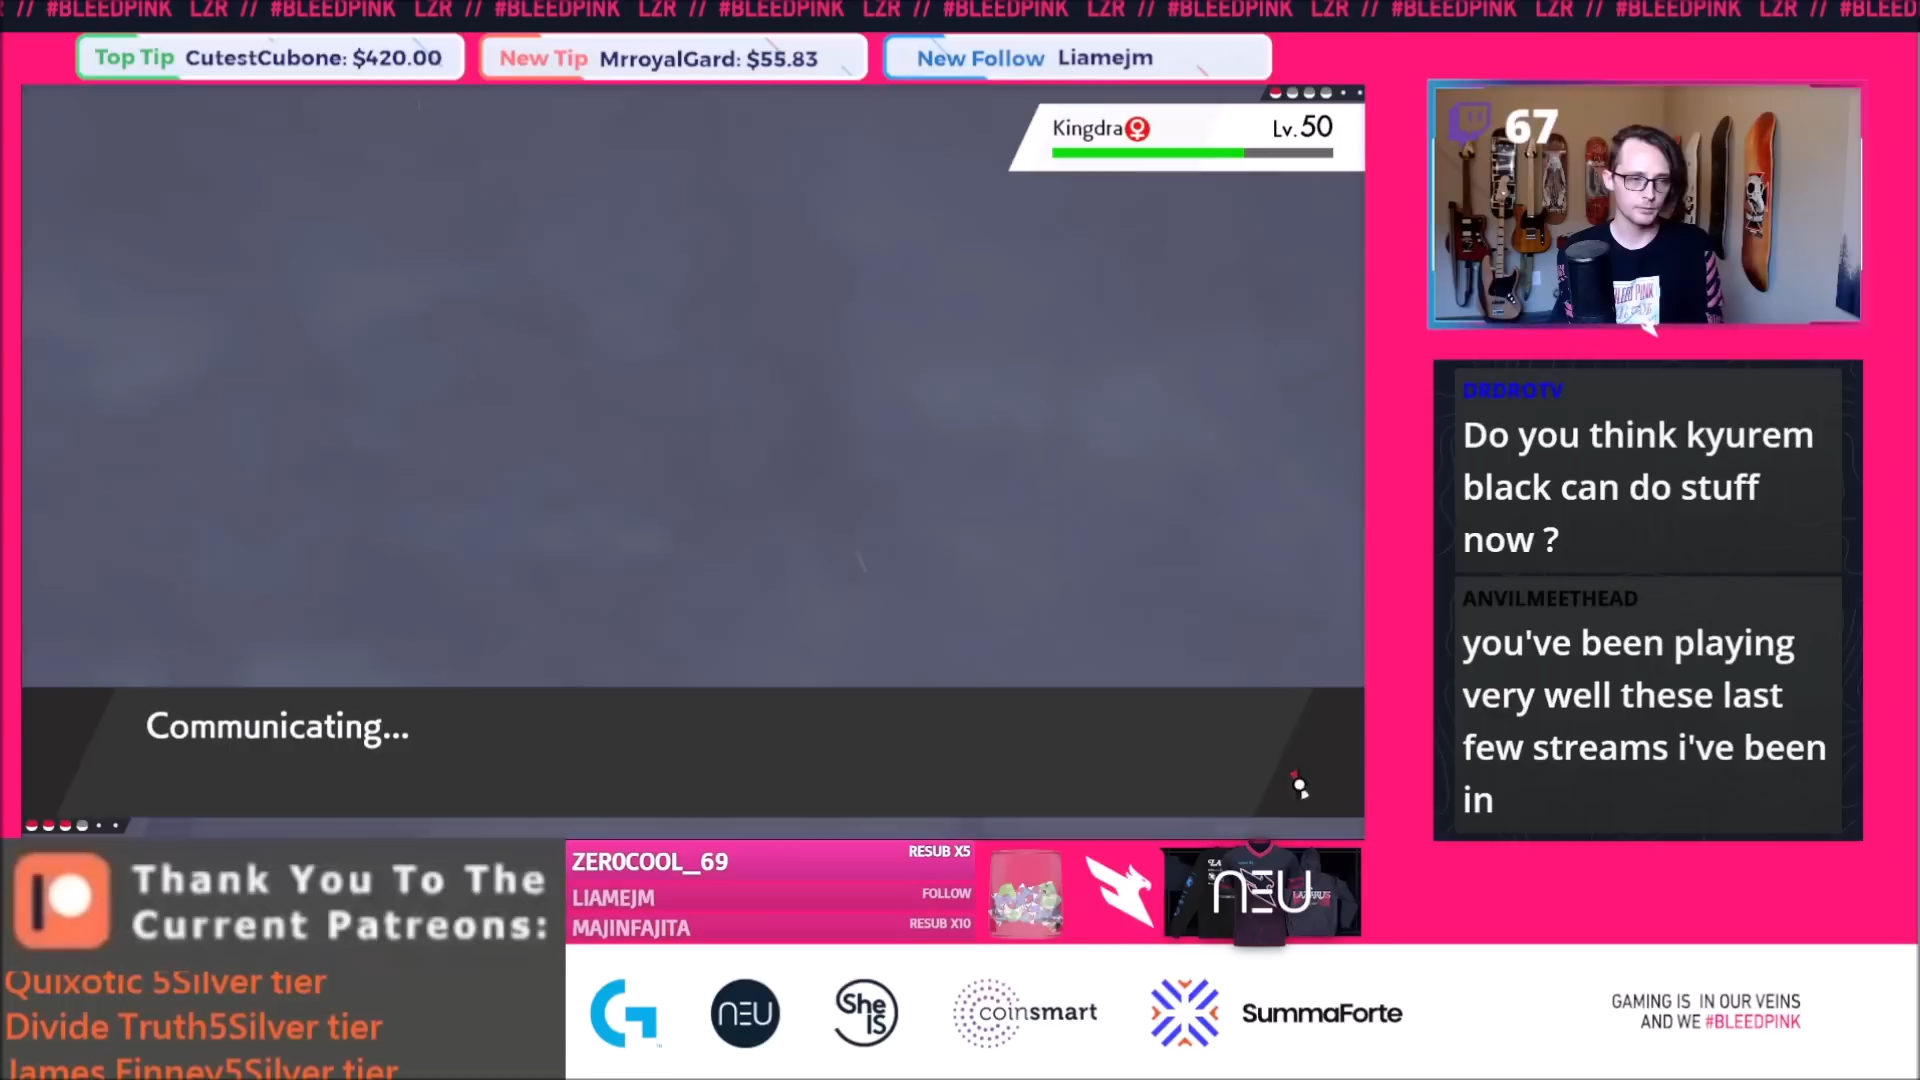 // #BLEEDPINK LZR // #BLEEDPINK LZR // #BLEEDPINK LZR // #BLEEDPINK LZR // #BLEEDPINK LZR // #BLEEDPINK LZR // #BLEEDPINK LZR // #BLEEDPINK LZR // #BLEED
Top Tip CutestCubone: $420.00
New Tip MrroyalGard: $55.83
New Follow Liamejm
Kingdra Lv. 50
67
BLEED PINK
DRDROTV
Do you think kyurem
black can do stuff
now ?
ANVILMEETHEAD
you've been playing
very well these last
few streams i've been
in
Communicating...
Thank You To The
Current Patreons:
Quixotic 5Silver tier
Divide Truth5Silver tier
James Finney5Silver tier
ZER0COOL_69 RESUB X5
LIAMEJM FOLLOW
MAJINFAJITA RESUB X10
NEU
G
NEU
She
IS
coinsmart
SummaForte
GAMING IS IN OUR VEINS
AND WE #BLEEDPINK